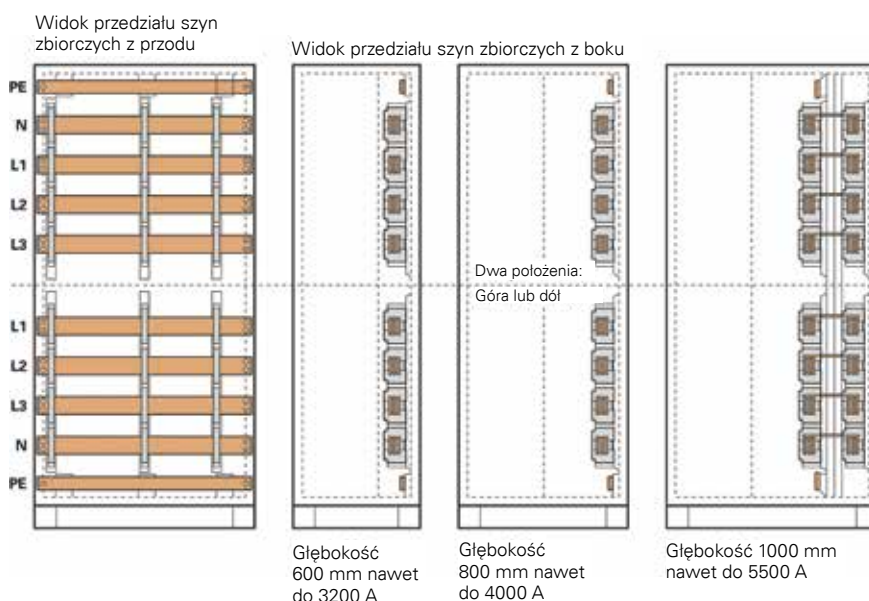 Widok przedziału szyn
zbiorczych z przodu
Widok przedziału szyn zbiorczych z boku
PE
N
L1
L2
L3
L1
L2
L3
N
PE
Dwa położenia:
Góra lub dół
Głębokość
600 mm nawet
do 3200 A
Głębokość
800 mm nawet
do 4000 A
Głębokość 1000 mm
nawet do 5500 A